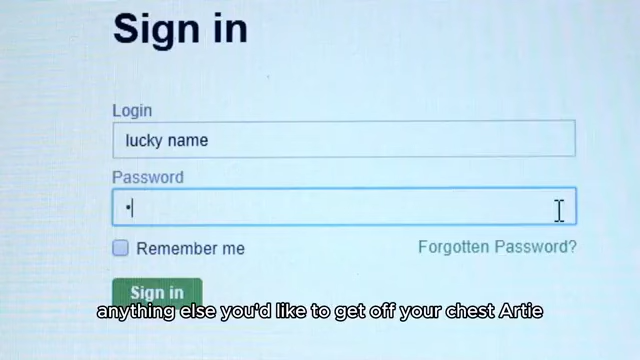 Sign in
Login
lucky name
Password
•
Remember me
Forgotten Password?
Sign in
anything else you'd like to get off your chest Artie